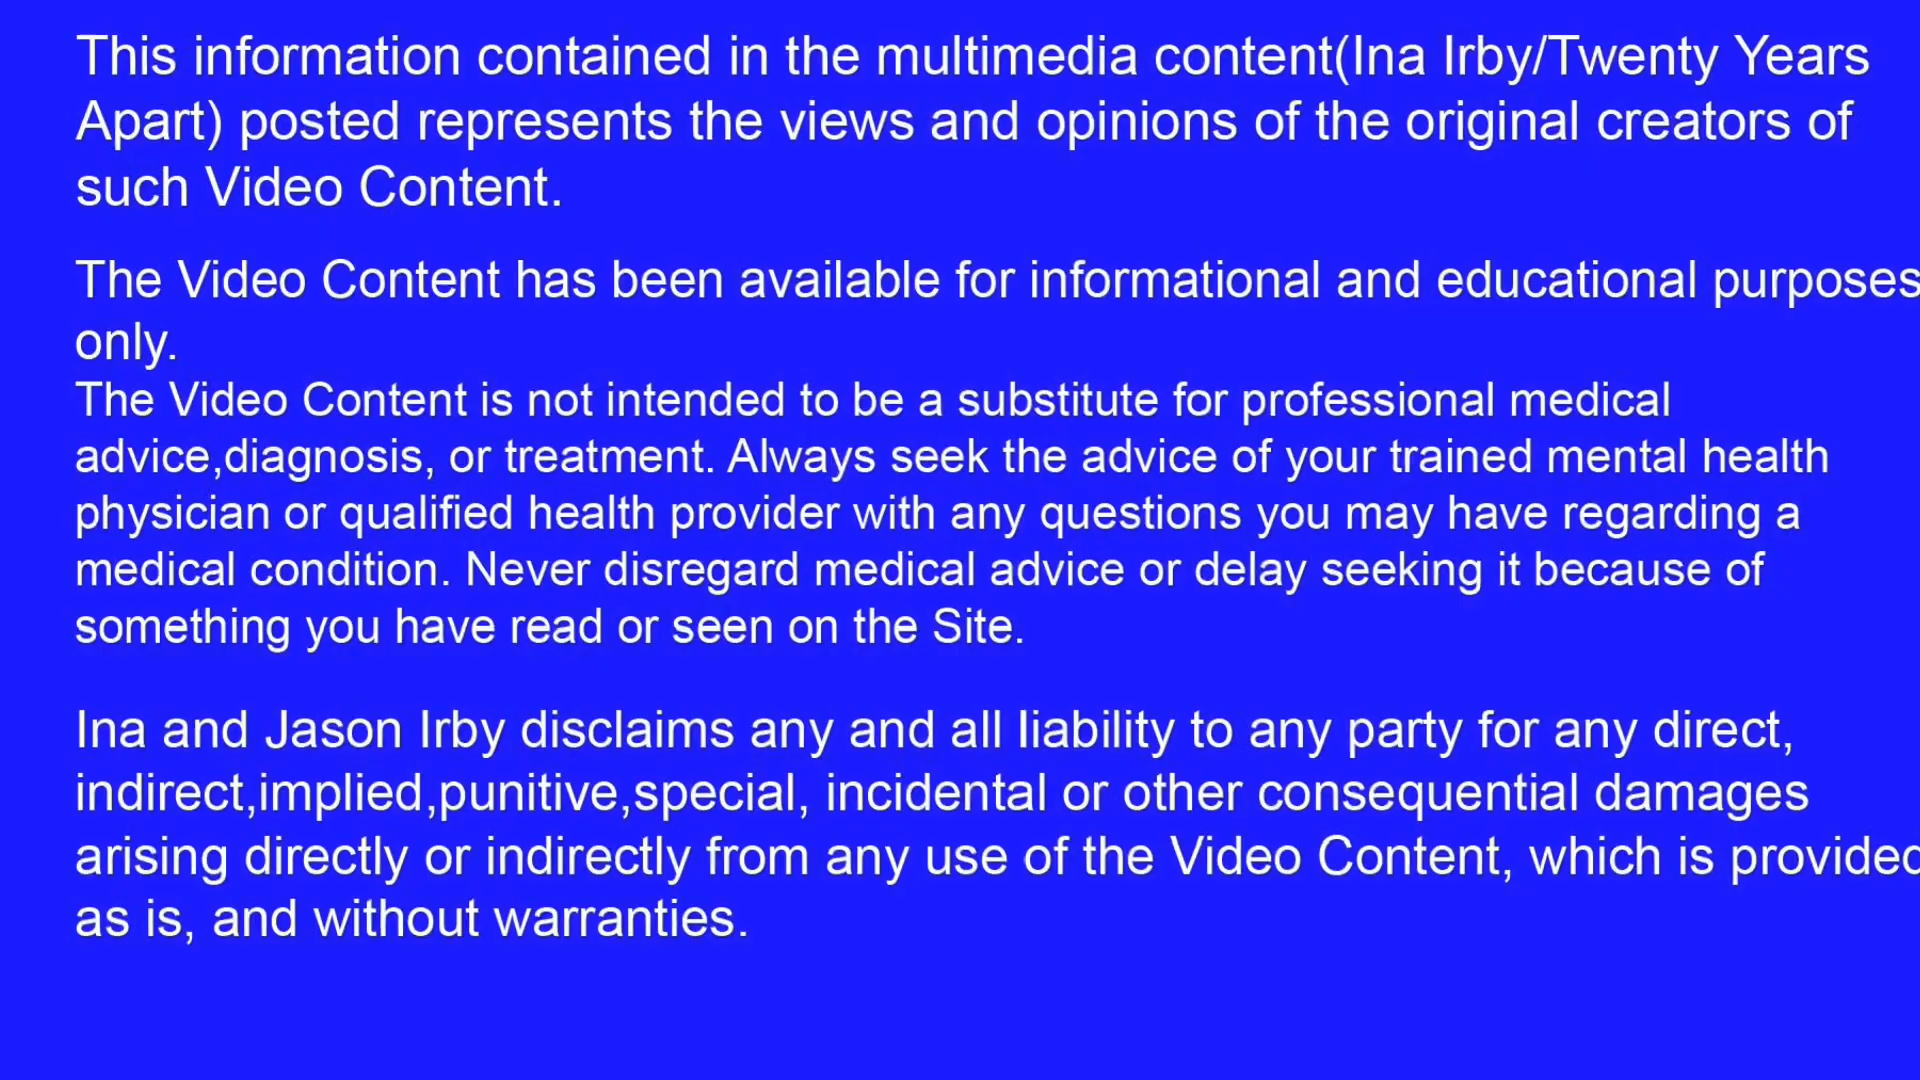 This information contained in the multimedia content(Ina Irby/Twenty Years
Apart) posted represents the views and opinions of the original creators of
such Video Content.
The Video Content has been available for informational and educational purposes
only.
The Video Content is not intended to be a substitute for professional medical
advice,diagnosis, or treatment. Always seek the advice of your trained mental health
physician or qualified health provider with any questions you may have regarding a
medical condition. Never disregard medical advice or delay seeking it because of
something you have read or seen on the Site.
Ina and Jason Irby disclaims any and all liability to any party for any direct,
indirect,implied,punitive,special, incidental or other consequential damages
arising directly or indirectly from any use of the Video Content, which is provided
as is, and without warranties.